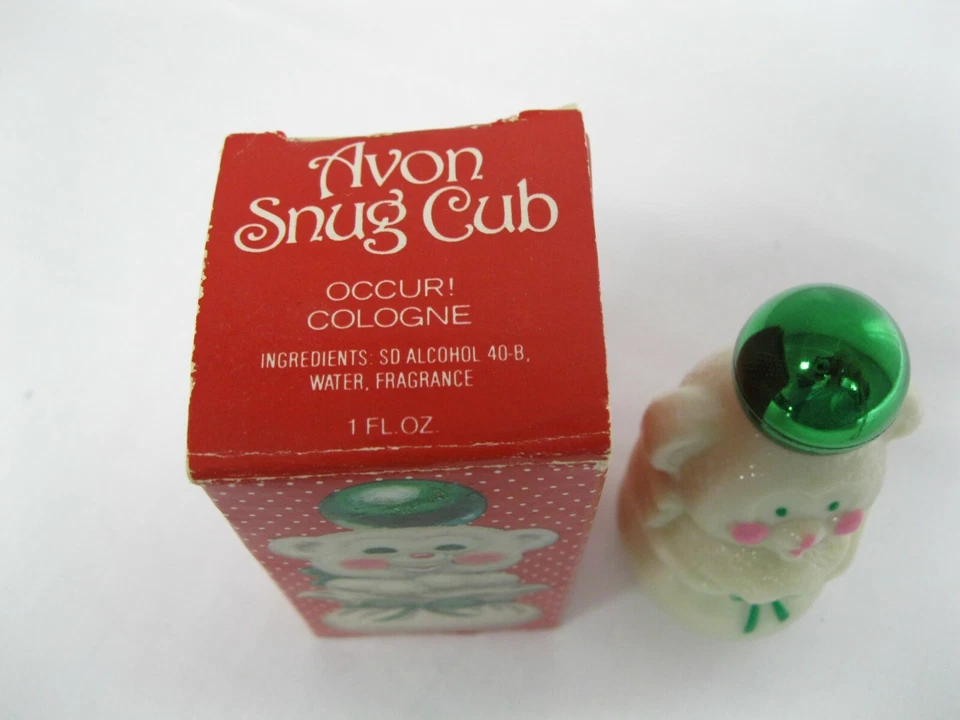 Avon
Snug Cub
OCCUR!
COLOGNE
INGREDIENTS: SD ALCOHOL 40-B,
WATER, FRAGRANCE
1 FL.OZ.